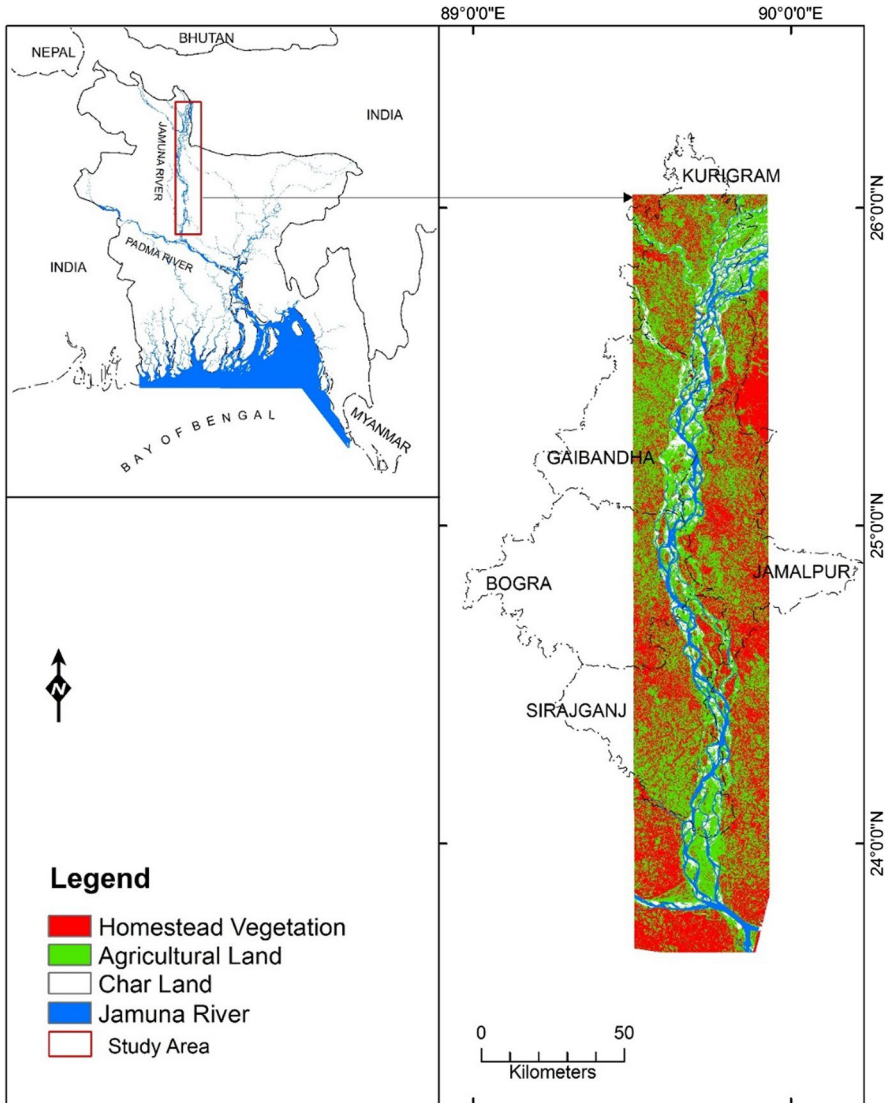 89°0'0"E
90°0'0"E
BHUTAN
NEPAL
INDIA
JAMUNA RIVER
PADMA RIVER
INDIA
MYANMAR
BAY OF BENGAL
KURIGRAM
26°0'0"N
GAIBANDHA
25°0'0"N
BOGRA
JAMALPUR
SIRAJGANJ
24°0'0"N
N
Legend
Homestead Vegetation
Agricultural Land
Char Land
Jamuna River
Study Area
0 50
Kilometers